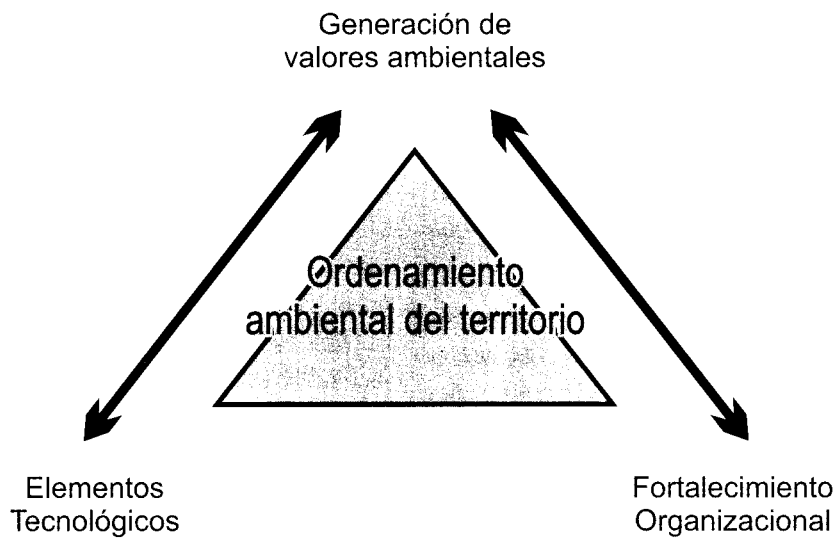 Generación de
valores ambientales
Ordenamiento
ambiental del territorio
Elementos
Tecnológicos
Fortalecimiento
Organizacional